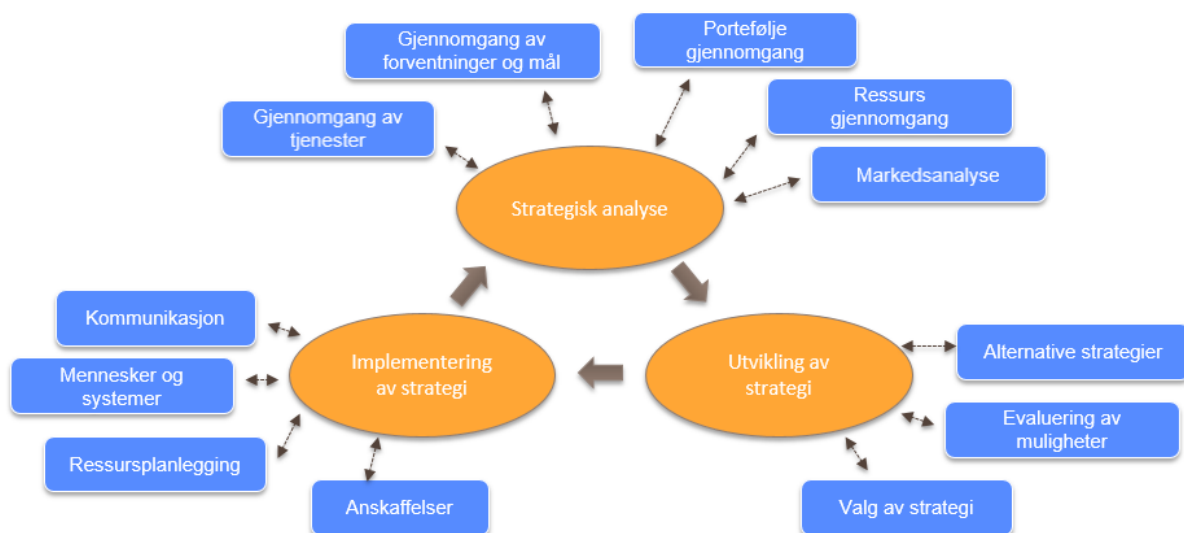 Gjennomgang av
forventninger og mål
Portefølje
gjennomgang
Gjennomgang av
tjenester
Ressurs
gjennomgang
Markedsanalyse
Strategisk analyse
Kommunikasjon
Mennesker og
systemer
Ressursplanlegging
Anskaffelser
Implementering
av strategi
Utvikling av
strategi
Alternative strategier
Evaluering av
muligheter
Valg av strategi